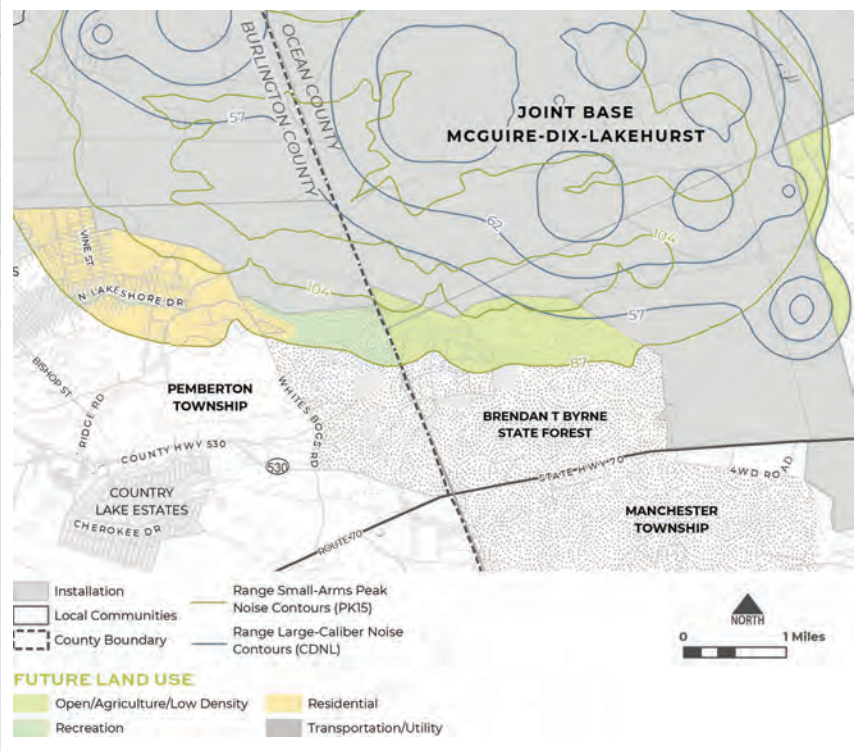 OCEAN COUNTY
BURLINGTON COUNTY
JOINT BASE
MCGUIRE-DIX-LAKEHURST
57
62
104
104
57
87
VINE ST
S
N LAKESHORE DR
BISHOP ST
RIDGE RD
PEMBERTON
TOWNSHIP
WHITES BOGS RD
BRENDAN T BYRNE
STATE FOREST
COUNTY HWY 530
530
COUNTRY
LAKE ESTATES
CHEROKEE DR
STATE HWY 70
4WD ROAD
MANCHESTER
TOWNSHIP
ROUTE 70
Installation
Local Communities
County Boundary
Range Small-Arms Peak
Noise Contours (PK15)
Range Large-Caliber Noise
Contours (CDNL)
NORTH
0 1 Miles
FUTURE LAND USE
Open/Agriculture/Low Density
Recreation
Residential
Transportation/Utility